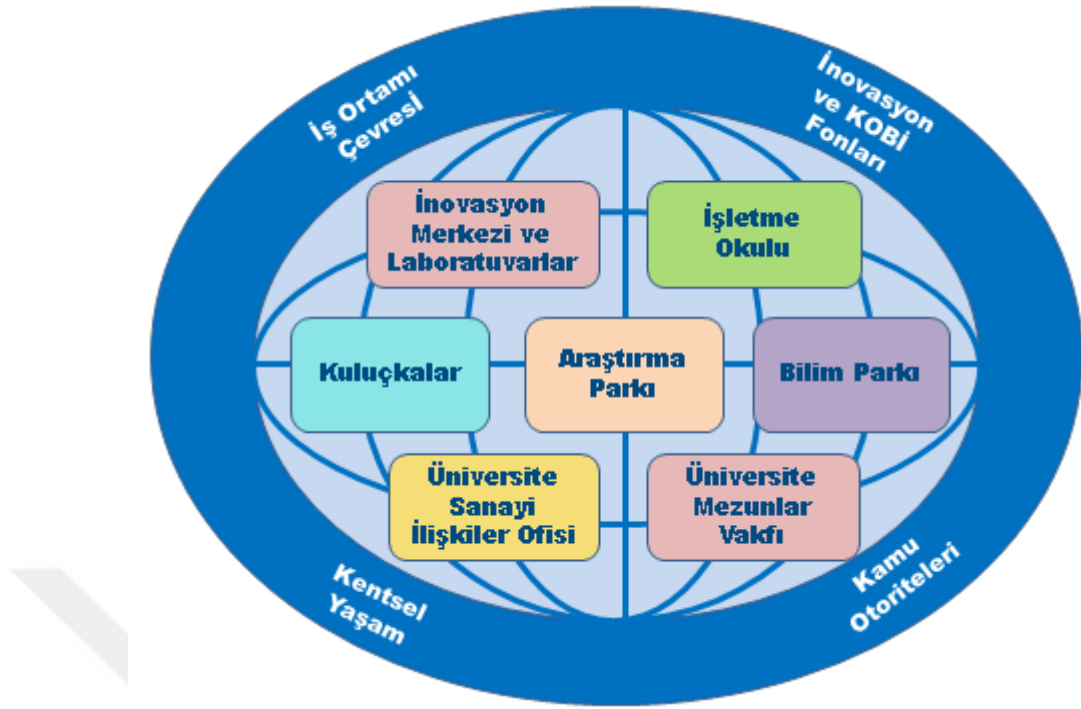 İş Ortamı
Çevresi
İnovasyon
ve KOBİ
Fonları
İnovasyon
Merkezi ve
Laboratuvarlar
İşletme
Okulu
Kuluçkalar
Araştırma
Parkı
Bilim Parkı
Üniversite
Sanayi
İlişkiler Ofisi
Üniversite
Mezunlar
Vakfı
Kentsel
Yaşam
Kamu
Otoriteleri